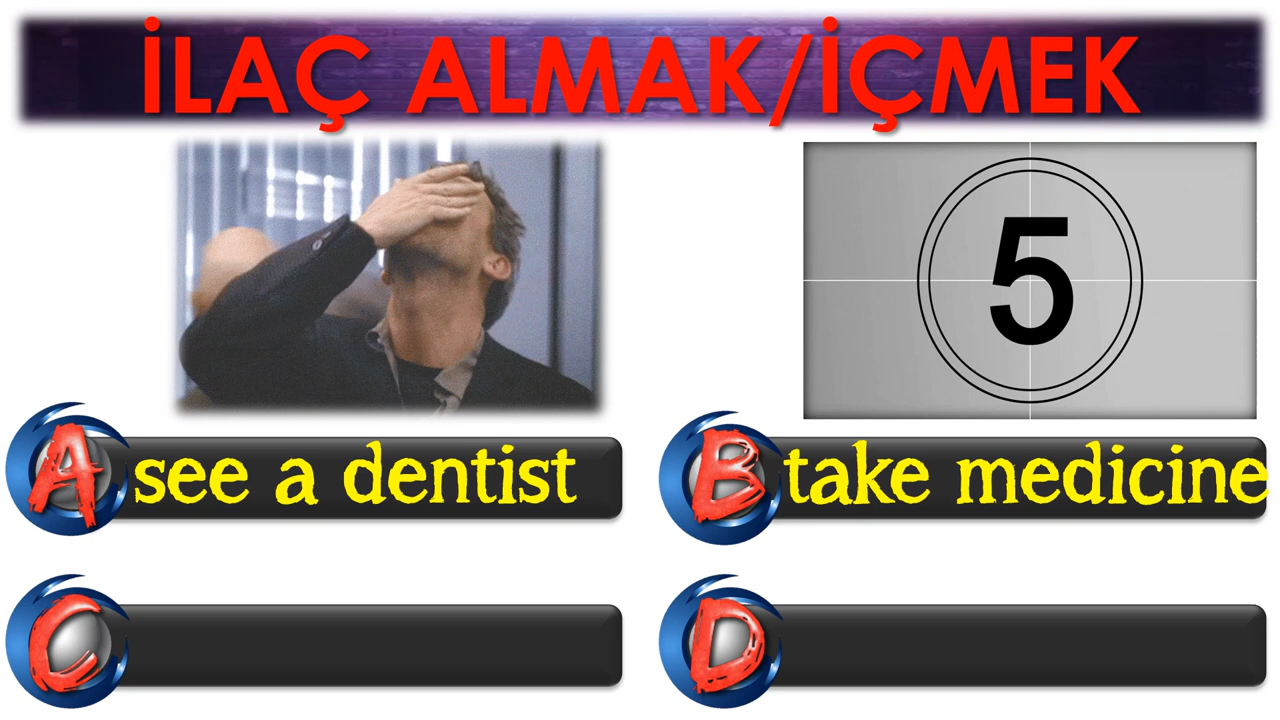 İLAÇ ALMAK/İÇMEK
5
A see a dentist
B take medicine
C
D